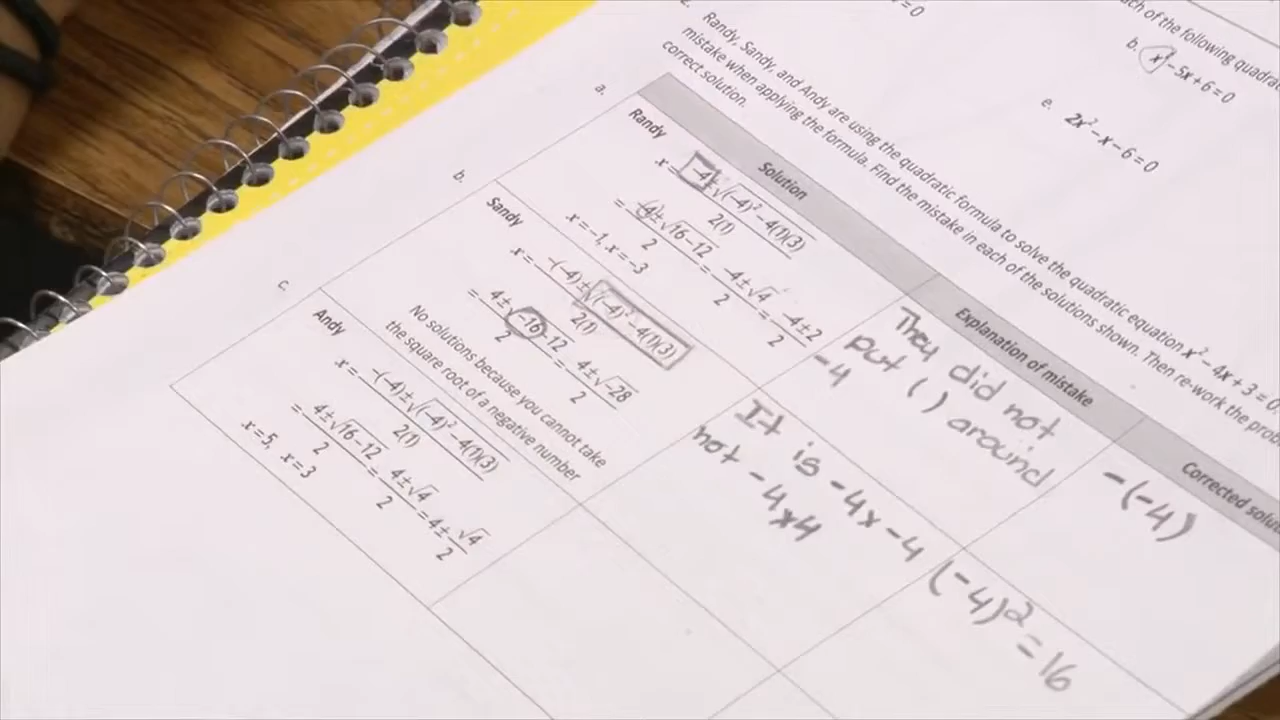 =0
ach of the following quadrat
b. x² - 5x + 6 = 0
e. 2x² - x - 6 = 0
Randy, Sandy, and Andy are using the quadratic formula to solve the quadratic equation x² - 4x + 3 = 0,
mistake when applying the formula. Find the mistake in each of the solutions shown. Then re-work the
correct solution.
Solution
Explanation of mistake
Corrected
a.
Randy
x = -4 ± √(-4)² - 4(1)(3) / 2(1)
= -4 ± √16 - 12 / 2 = -4 ± √4 / 2 = -4 ± 2 / 2
x = -1, x = -3
They did not
put ( ) around
-4
-(-4)
b.
Sandy
x = -(-4) ± √(-4)² - 4(1)(3) / 2(1)
= 4 ± √-16 - 12 / 2 = 4 ± √-28 / 2
No solutions because you cannot take
the square root of a negative number
It is -4x-4
not -4x4
(-4)² = 16
c.
Andy
x = -(-4) ± √(-4)² - 4(1)(3) / 2(1)
= 4 ± √16 - 12 / 2 = 4 ± √4 / 2 = 4 ± √4 / 2
x = 5, x = 3